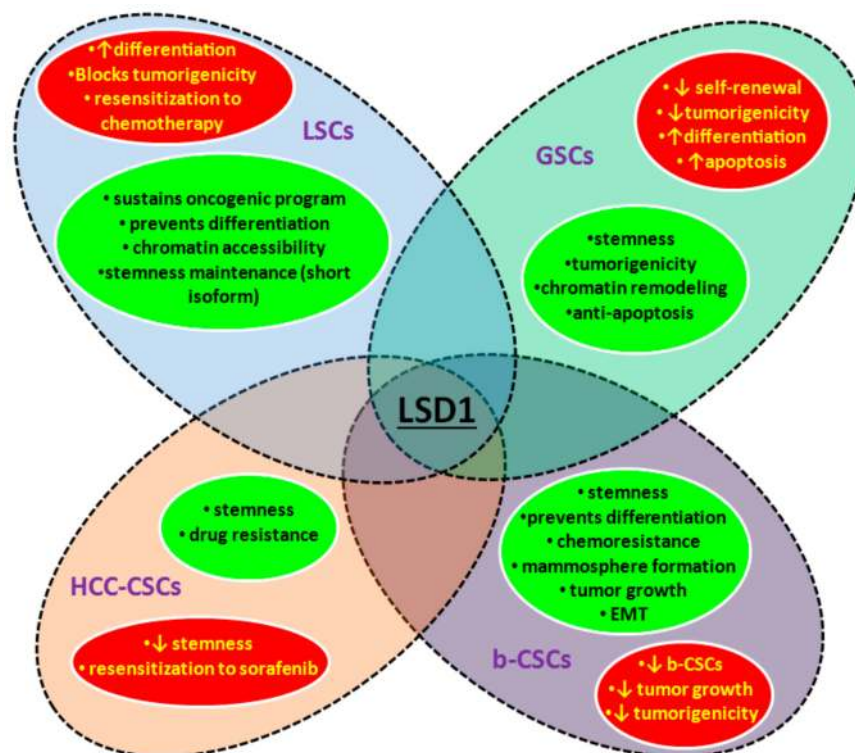 •↑differentiation
•Blocks tumorigenicity
• resensitization to
chemotherapy
LSCs
• sustains oncogenic program
• prevents differentiation
• chromatin accessibility
•stemness maintenance (short
isoform)
•↓ self-renewal
•↓tumorigenicity
•↑differentiation
•↑apoptosis
GSCs
•stemness
•tumorigenicity
•chromatin remodeling
•anti-apoptosis
LSD1
• stemness
• drug resistance
HCC-CSCs
•↓ stemness
• resensitization to sorafenib
• stemness
•prevents differentiation
•chemoresistance
•mammosphere formation
•tumor growth
•EMT
b-CSCs
•↓ b-CSCs
•↓ tumor growth
•↓ tumorigenicity